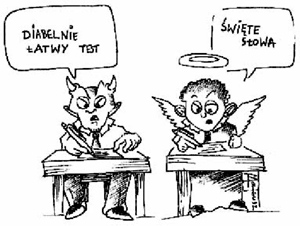 DIABELNIE
ŁATWY TEST
ŚWIĘTE
SŁOWA